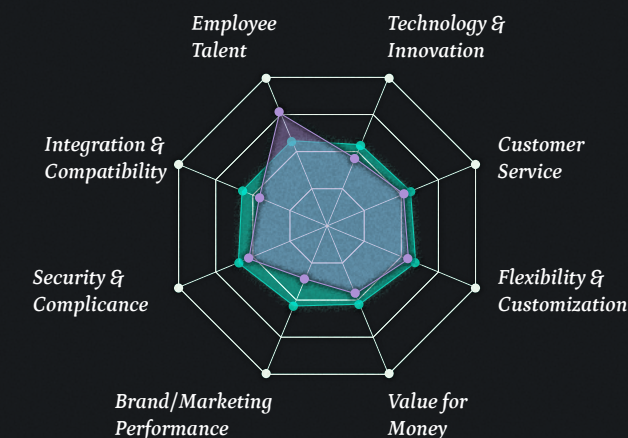 Employee
Talent
Technology &
Innovation
Integration &
Compatibility
Customer
Service
Security &
Complicance
Flexibility &
Customization
Brand/Marketing
Performance
Value for
Money